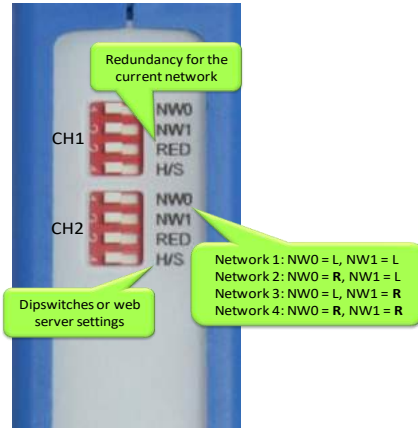 Redundancy for the
current network
CH1
NW0
NW1
RED
H/S
CH2
NW0
NW1
RED
H/S
Network 1: NW0 = L, NW1 = L
Network 2: NW0 = R, NW1 = L
Network 3: NW0 = L, NW1 = R
Network 4: NW0 = R, NW1 = R
Dipswitches or web
server settings